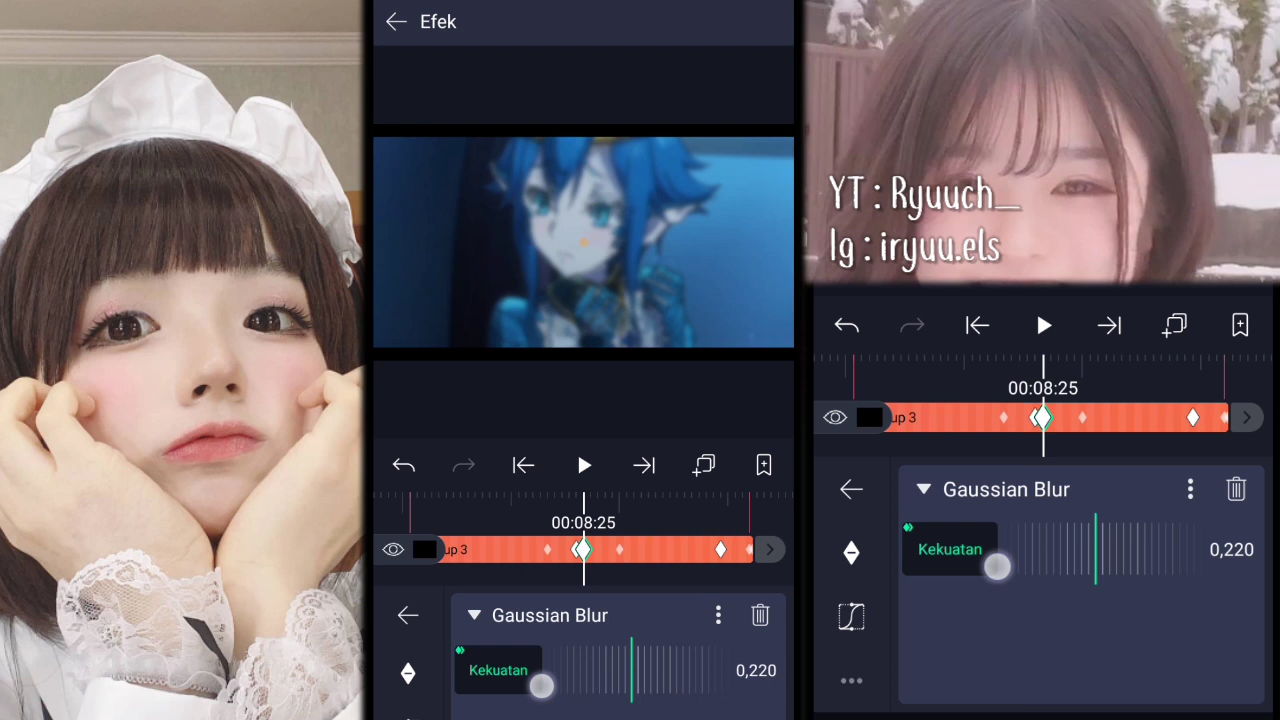 Efek
00:08:25
up 3
Gaussian Blur
Kekuatan
0,220
YT : Ryuuch_
Ig : iryuu.els
00:08:25
up 3
Gaussian Blur
Kekuatan
0,220